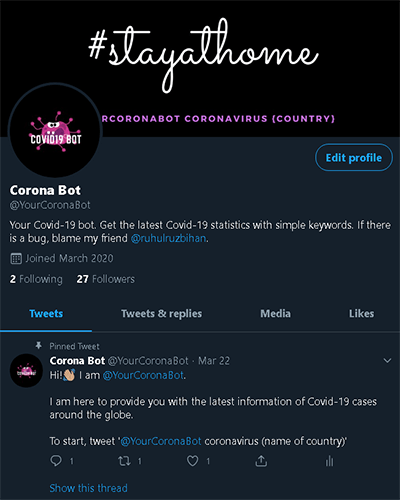 #stayathome
RCORONABOT CORONAVIRUS (COUNTRY)
COVID19 BOT
Edit profile
Corona Bot
@YourCoronaBot
Your Covid-19 bot. Get the latest Covid-19 statistics with simple keywords. If there
is a bug, blame my friend @ruhulruzbihan.
Joined March 2020
2 Following 27 Followers
Tweets Tweets & replies Media Likes
Pinned Tweet
Corona Bot @YourCoronaBot · Mar 22
COVID19 BOT
Hi!👋🏼 I am @YourCoronaBot.
I am here to provide you with the latest information of Covid-19 cases
around the globe.
To start, tweet '@YourCoronaBot coronavirus (name of country)'
1 1 1
Show this thread